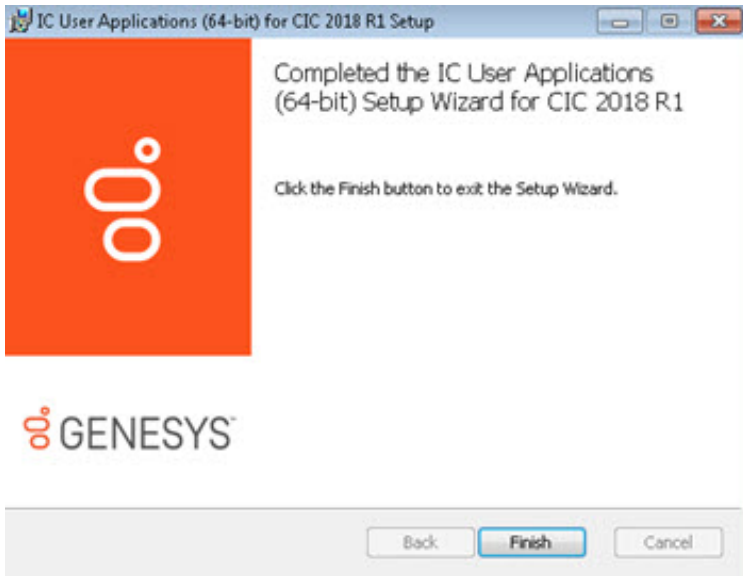 IC User Applications (64-bit) for CIC 2018 R1 Setup
Completed the IC User Applications
(64-bit) Setup Wizard for CIC 2018 R1
Click the Finish button to exit the Setup Wizard.
GENESYS™
Back Finish Cancel